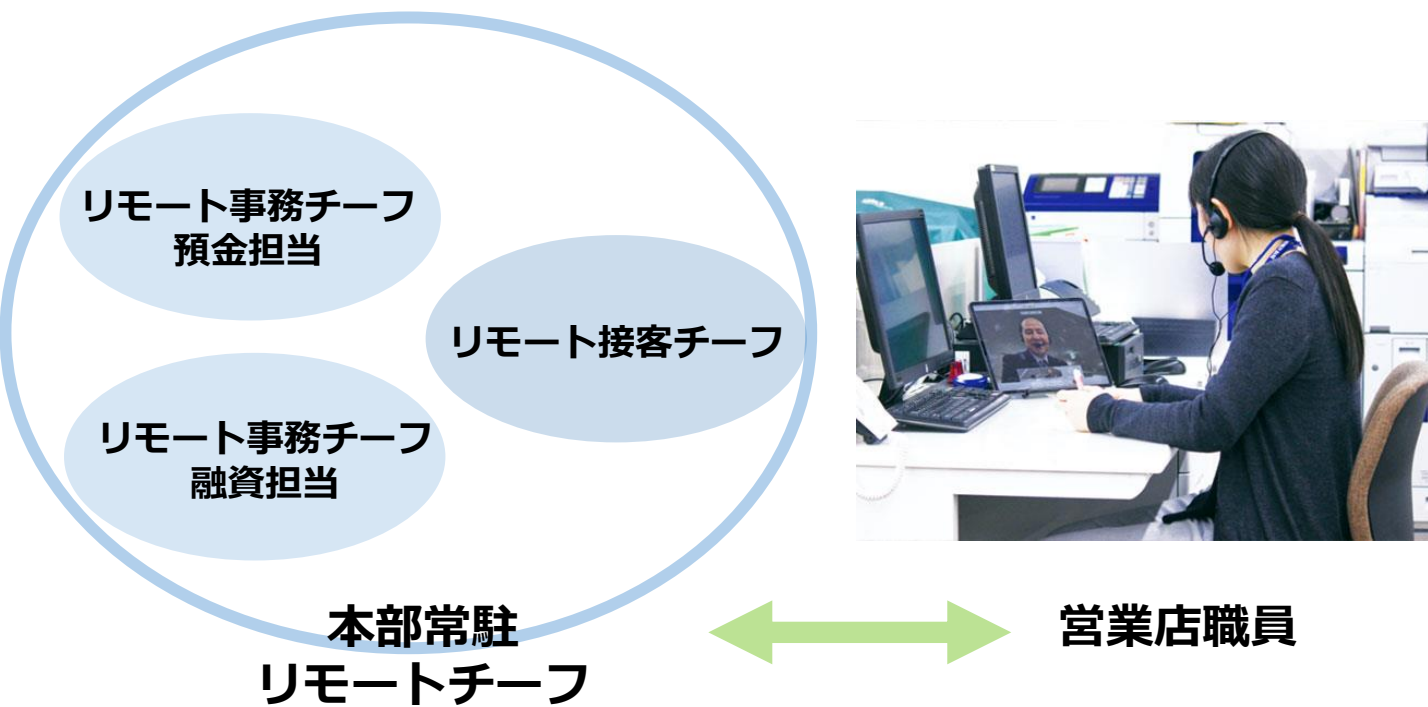 リモート事務チーフ
預金担当
リモート接客チーフ
リモート事務チーフ
融資担当
本部常駐
リモートチーフ
営業店職員